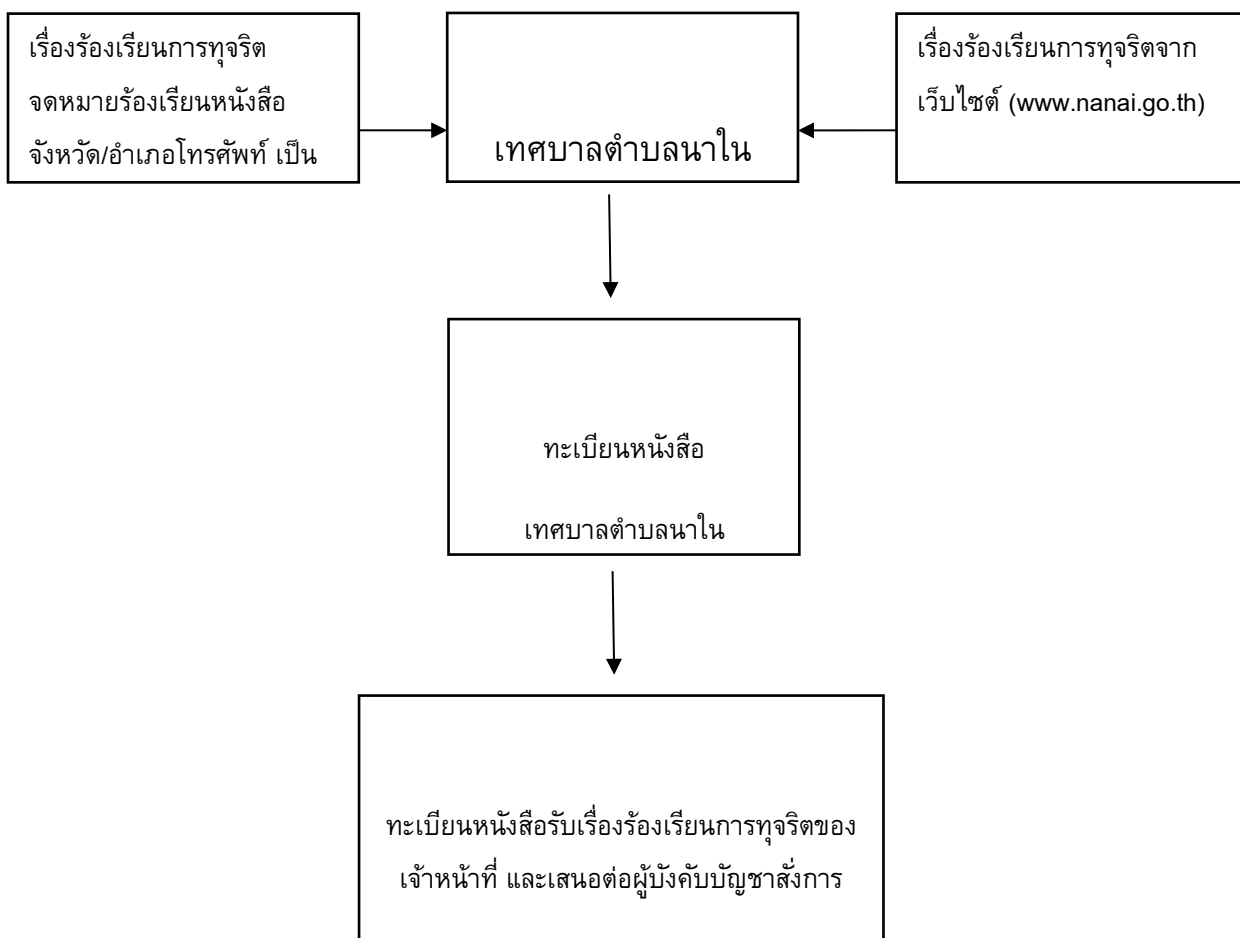 เรื่องร้องเรียนการทุจริต
จดหมายร้องเรียนหนังสือ
จังหวัด/อำเภอโทรศัพท์ เป็น
เทศบาลตำบลนาใน
เรื่องร้องเรียนการทุจริตจาก
เว็บไซต์ (www.nanai.go.th)
ทะเบียนหนังสือ
เทศบาลตำบลนาใน
ทะเบียนหนังสือรับเรื่องร้องเรียนการทุจริตของ
เจ้าหน้าที่ และเสนอต่อผู้บังคับบัญชาสั่งการ